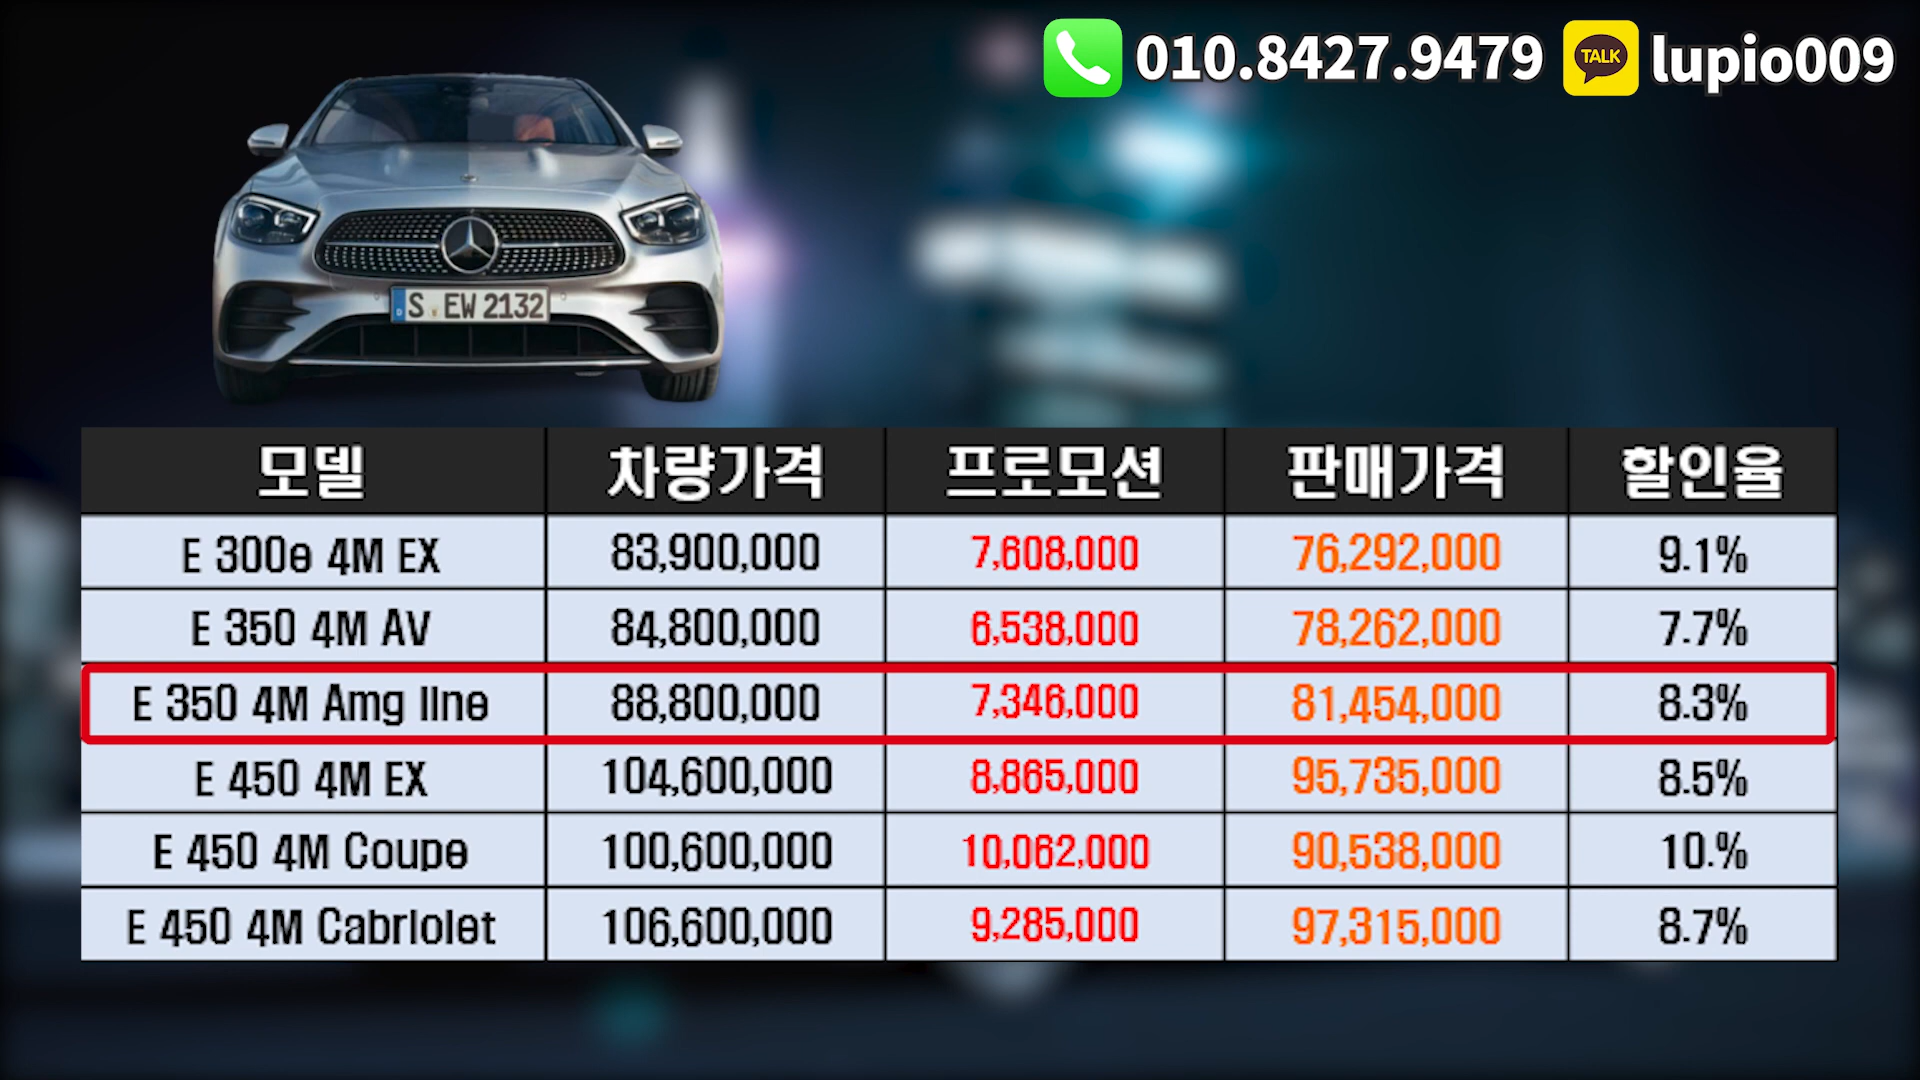 010.8427.9479 TALK lupio009
S EW 2132
모델 차량가격 프로모션 판매가격 할인율
E 300e 4M EX 83,900,000 7,608,000 76,292,000 9.1%
E 350 4M AV 84,800,000 6,538,000 78,262,000 7.7%
E 350 4M Amg line 88,800,000 7,346,000 81,454,000 8.3%
E 450 4M EX 104,600,000 8,865,000 95,735,000 8.5%
E 450 4M Coupe 100,600,000 10,062,000 90,538,000 10.%
E 450 4M Cabriolet 106,600,000 9,285,000 97,315,000 8.7%